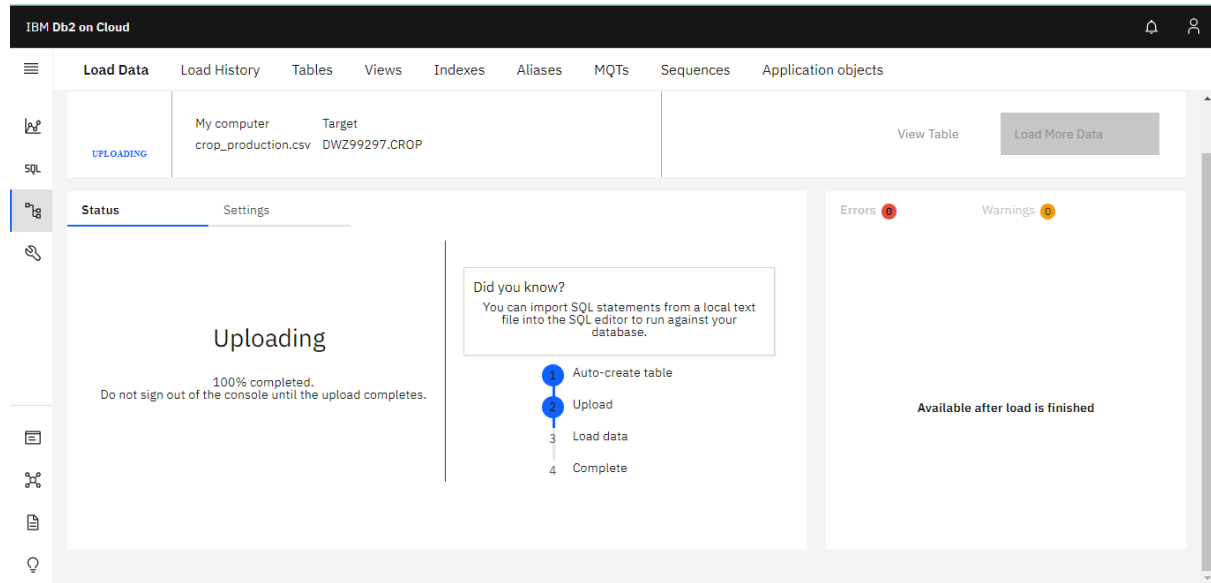 IBM Db2 on Cloud
Load Data Load History Tables Views Indexes Aliases MQTs Sequences Application objects
My computer Target
crop_production.csv DWZ99297.CROP
UPLOADING
View Table Load More Data
SQL
Status Settings
Errors 0 Warnings 0
Did you know?
You can import SQL statements from a local text
file into the SQL editor to run against your
database.
Uploading
100% completed.
Do not sign out of the console until the upload completes.
1 Auto-create table
2 Upload
3 Load data
4 Complete
Available after load is finished